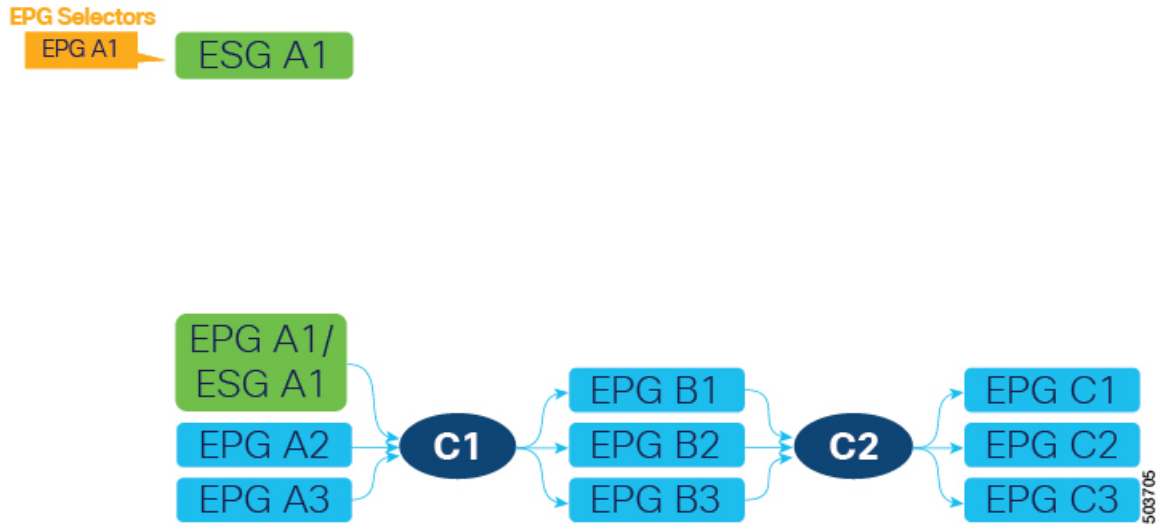 EPG Selectors
EPG A1
ESG A1
EPG A1/
ESG A1
EPG A2
EPG A3
C1
EPG B1
EPG B2
EPG B3
C2
EPG C1
EPG C2
EPG C3
503705